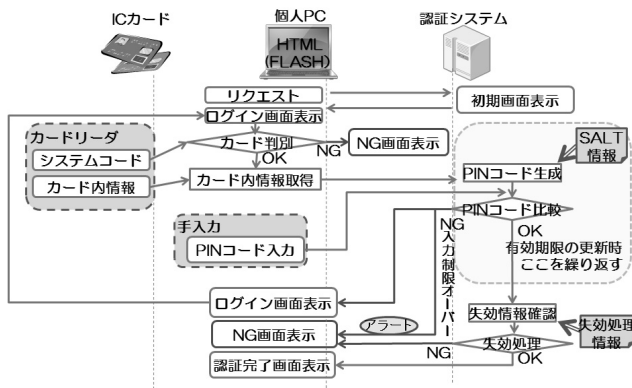 ICカード
個人PC
認証システム
HTML
(FLASH)
リクエスト
初期画面表示
ログイン画面表示
カードリーダ
カード判別
NG
NG画面表示
OK
システムコード
カード内情報
カード内情報取得
SALT
情報
PINコード生成
手入力
PINコード入力
PINコード比較
NG
OK
入力制限オーバー
有効期限の更新時
ここを繰り返す
ログイン画面表示
失効情報確認
アラート
NG画面表示
失効処理
情報
失効処理
NG
OK
認証完了画面表示